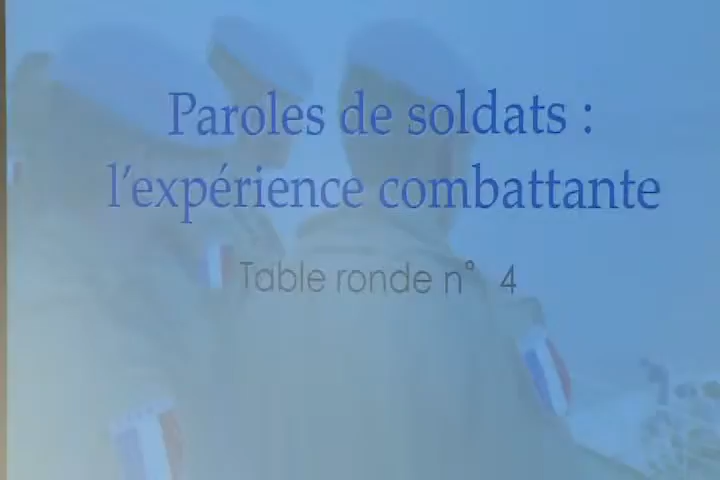 Paroles de soldats :
l’expérience combattante
Table ronde n° 4